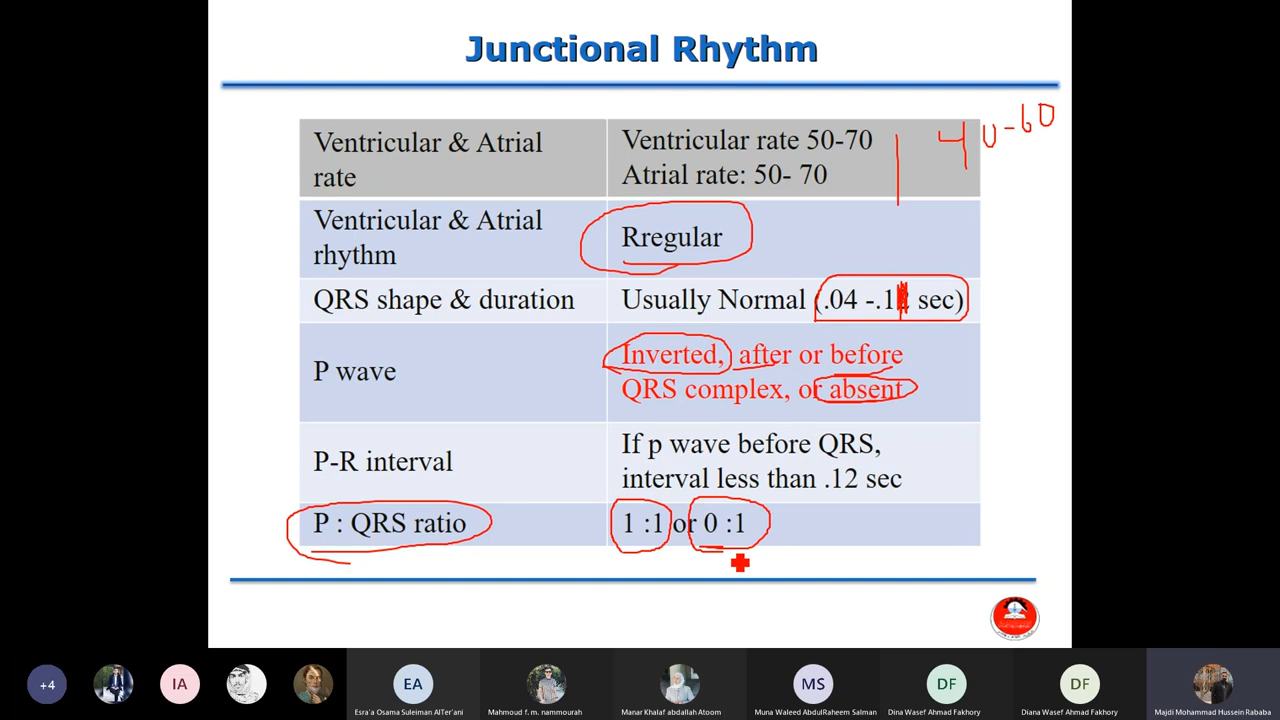 Junctional Rhythm
Ventricular & Atrial
rate
Ventricular rate 50-70
Atrial rate: 50- 70
40-60
Ventricular & Atrial
rhythm
Rregular
QRS shape & duration
Usually Normal (.04 -.12 sec)
P wave
Inverted, after or before
QRS complex, or absent
P-R interval
If p wave before QRS,
interval less than .12 sec
P : QRS ratio
1 :1 or 0 :1
+4
IA
EA
Esra'a Osama Suleiman AlTer'ani
Mahmoud f. m. nammourah
Manar Khalaf abdallah Atoom
MS
Muna Waleed AbdulRaheem Salman
DF
Dina Wasef Ahmad Fakhory
DF
Diana Wasef Ahmad Fakhory
Majdi Mohammad Hussein Rababa